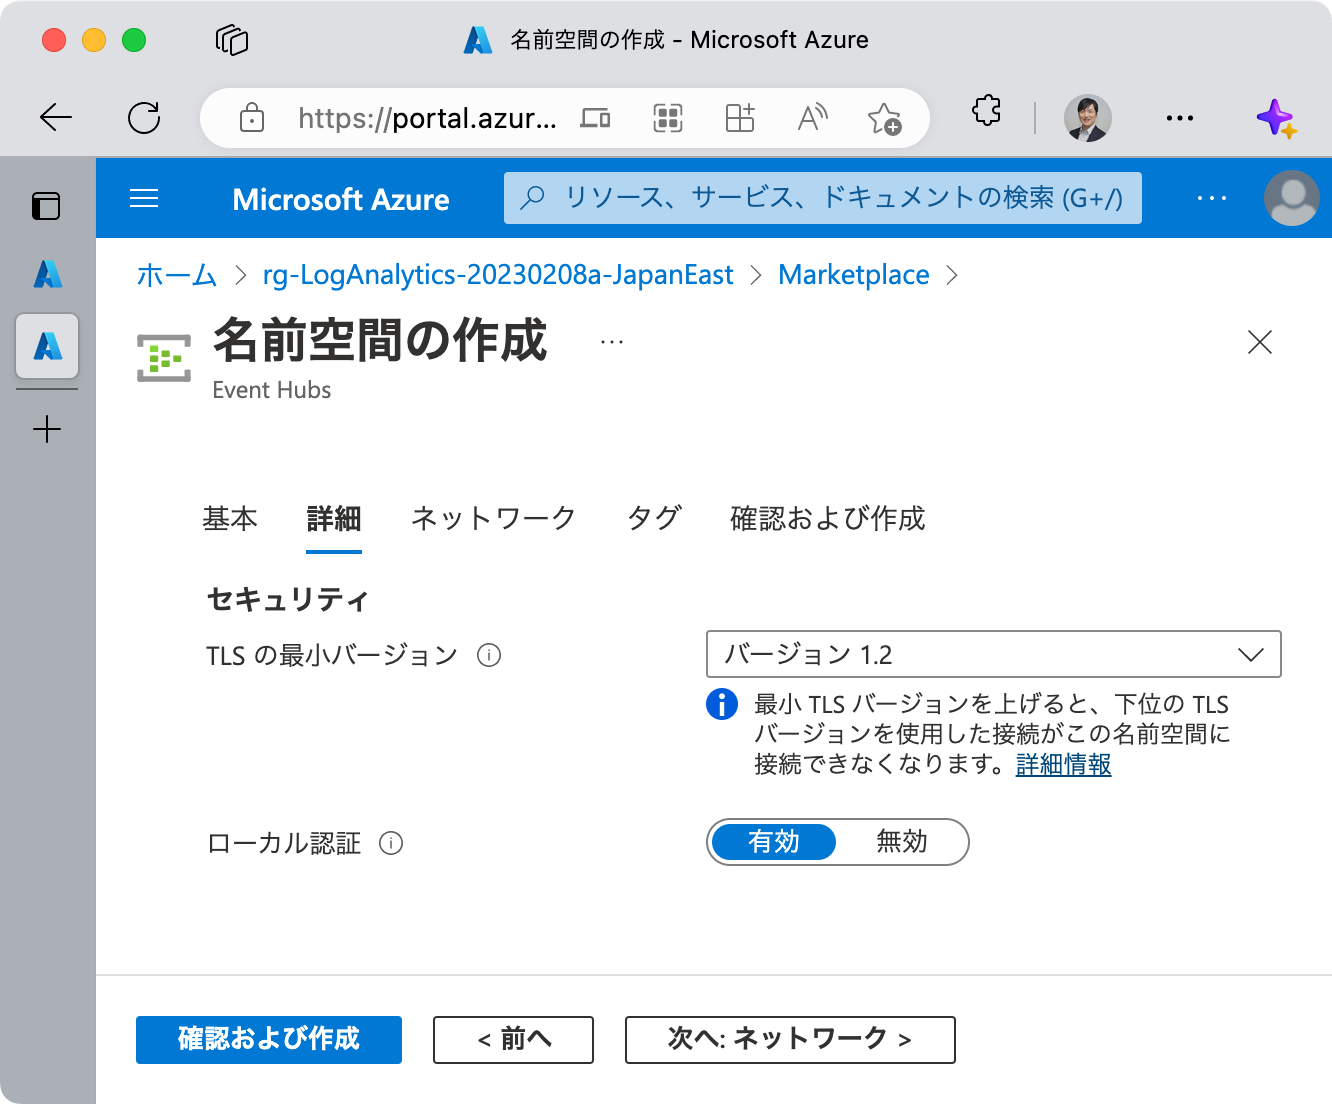 名前空間の作成 - Microsoft Azure
https://portal.azur...
Microsoft Azure
リソース、サービス、ドキュメントの検索 (G+/)
ホーム > rg-LogAnalytics-20230208a-JapanEast > Marketplace >
名前空間の作成 ...
Event Hubs
基本 詳細 ネットワーク タグ 確認および作成
セキュリティ
TLS の最小バージョン
バージョン 1.2
最小 TLS バージョンを上げると、下位の TLS
バージョンを使用した接続がこの名前空間に
接続できなくなります。詳細情報
ローカル認証
有効 無効
確認および作成
< 前へ
次へ: ネットワーク >